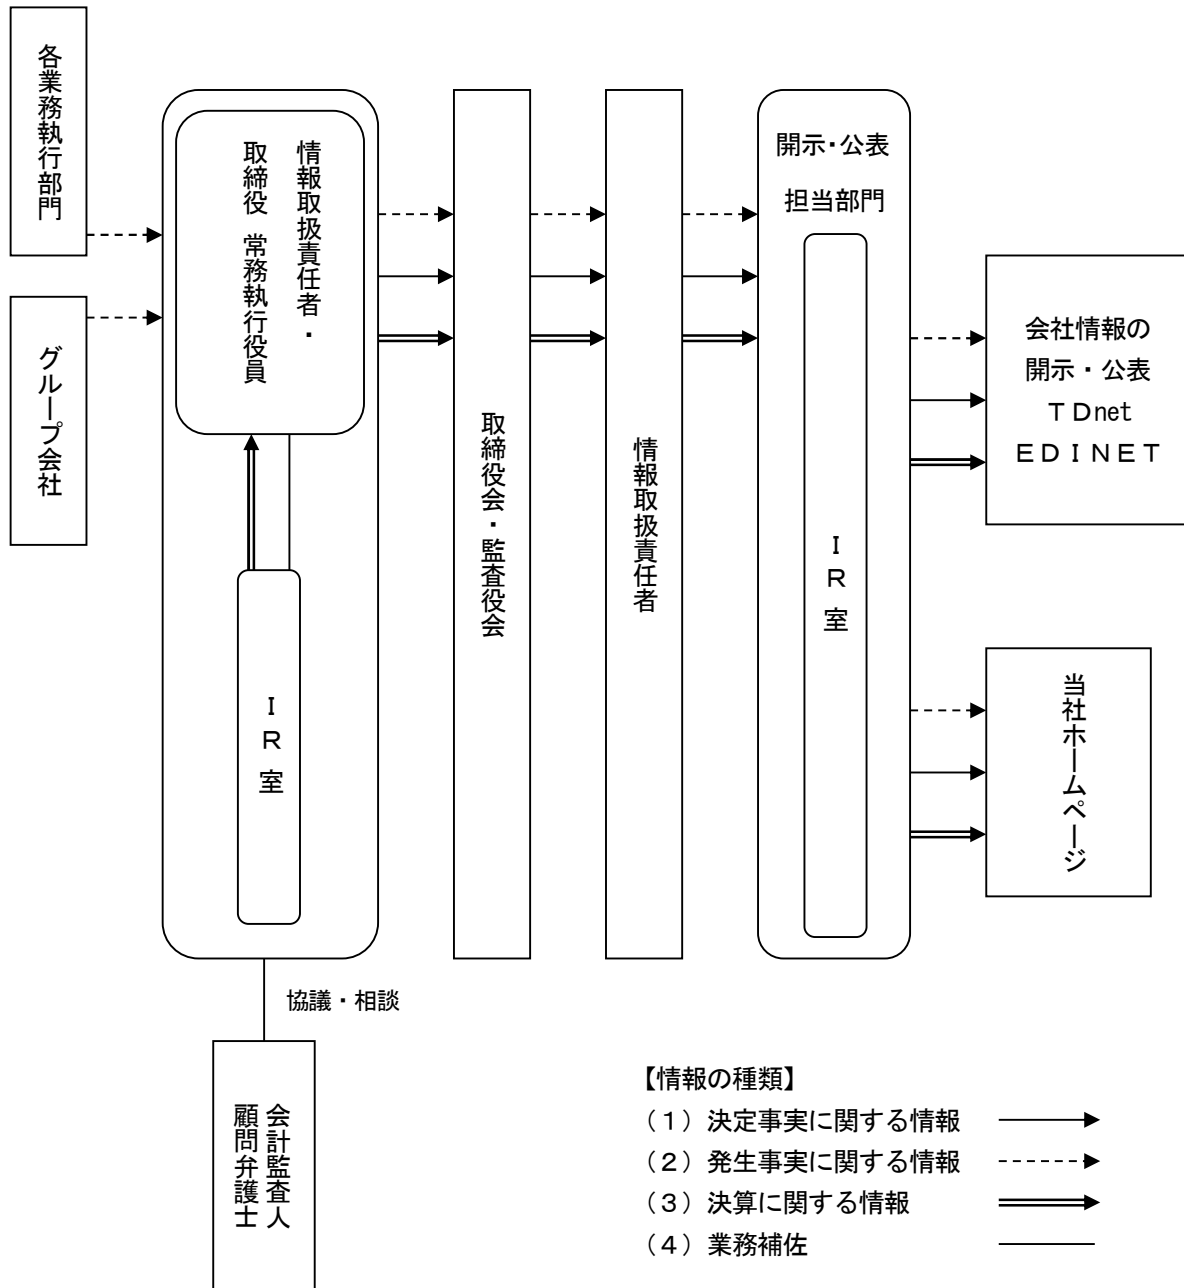 各業務執行部門
グループ会社
情報取扱責任者・
取締役 常務執行役員
ＩＲ室
取締役会・監査役会
情報取扱責任者
開示・公表
担当部門
ＩＲ室
会社情報の
開示・公表
ＴＤnet
ＥＤＩＮＥＴ
当社ホームページ
協議・相談
会計監査人
顧問弁護士
【情報の種類】
（１）決定事実に関する情報
（２）発生事実に関する情報
（３）決算に関する情報
（４）業務補佐